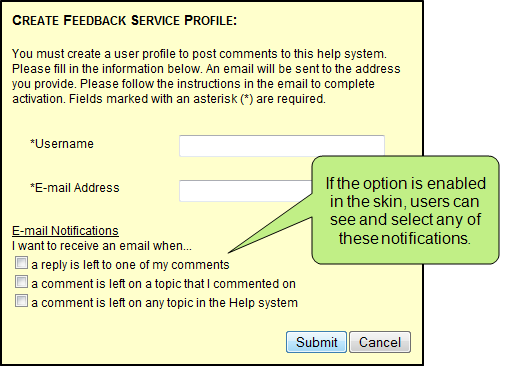 CREATE FEEDBACK SERVICE PROFILE:
You must create a user profile to post comments to this help system.
Please fill in the information below. An email will be sent to the address
you provide. Please follow the instructions in the email to complete
activation. Fields marked with an asterisk (*) are required.
*Username
*E-mail Address
If the option is enabled
in the skin, users can
see and select any of
these notifications.
E-mail Notifications
I want to receive an email when...
a reply is left to one of my comments
a comment is left on a topic that I commented on
a comment is left on any topic in the Help system
Submit Cancel